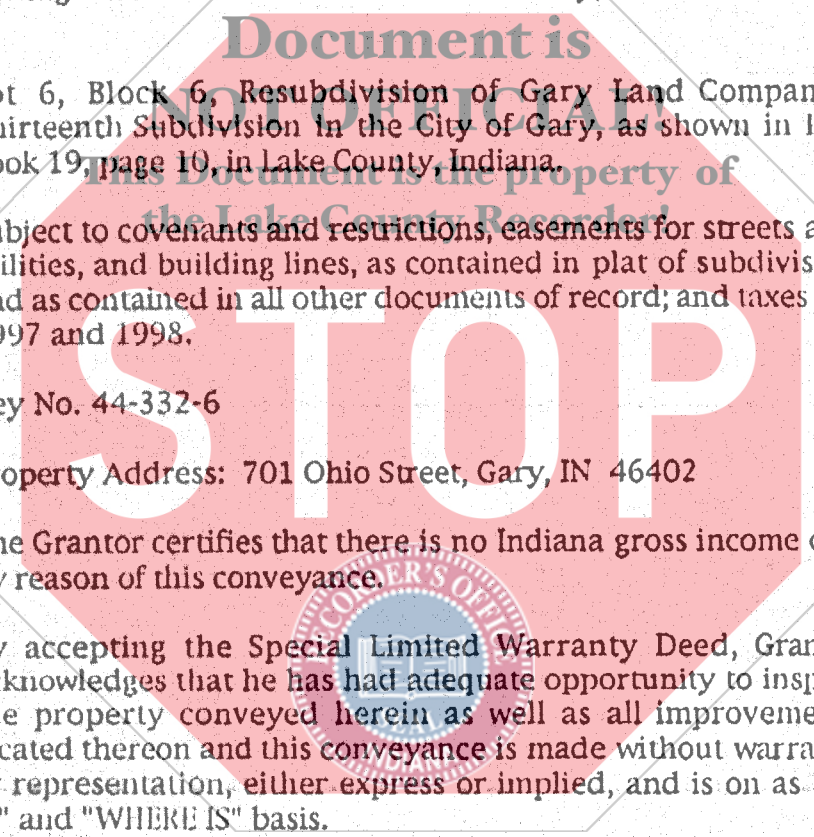 Document is
NOT OFFICIAL!
This Document is the property of
the Lake County Recorder!
ot 6, Block 6, Resubdivision of Gary Land Compan
hirteenth Subdivision in the City of Gary, as shown in
ook 19, page 10, in Lake County, Indiana.
bject to covenants and restrictions, easements for streets a
ilities, and building lines, as contained in plat of subdivis
nd as contained in all other documents of record; and taxes
997 and 1998.
STOP
ey No. 44-332-6
operty Address: 701 Ohio Street, Gary, IN 46402
ne Grantor certifies that there is no Indiana gross income
y reason of this conveyance.
RECORDER'S OFFICE
SEAL
INDIANA
y accepting the Special Limited Warranty Deed, Gran
knowledges that he has had adequate opportunity to insp
e property conveyed herein as well as all improveme
cated thereon and this conveyance is made without warra
r representation, either express or implied, and is on as
" and "WHERE IS" basis.